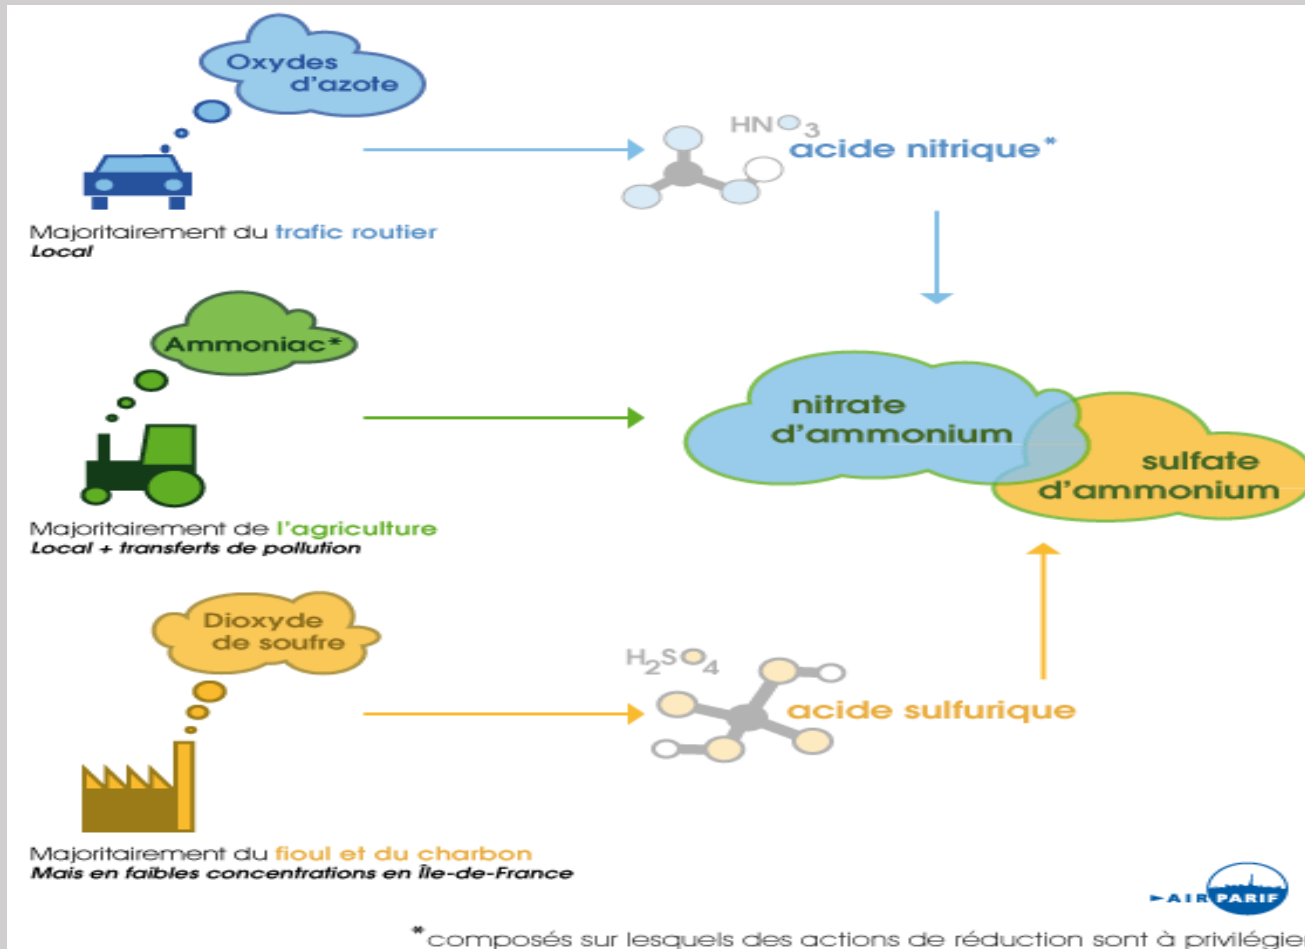 Oxydes
d'azote
HNO3
acide nitrique*
Majoritairement du trafic routier
Local
Ammoniac*
nitrate
d'ammonium
sulfate
d'ammonium
Majoritairement de l'agriculture
Local + transferts de pollution
Dioxyde
de soufre
H2SO4
acide sulfurique
Majoritairement du fioul et du charbon
Mais en faibles concentrations en Île-de-France
AIRPARIF
*composés sur lesquels des actions de réduction sont à privilégie